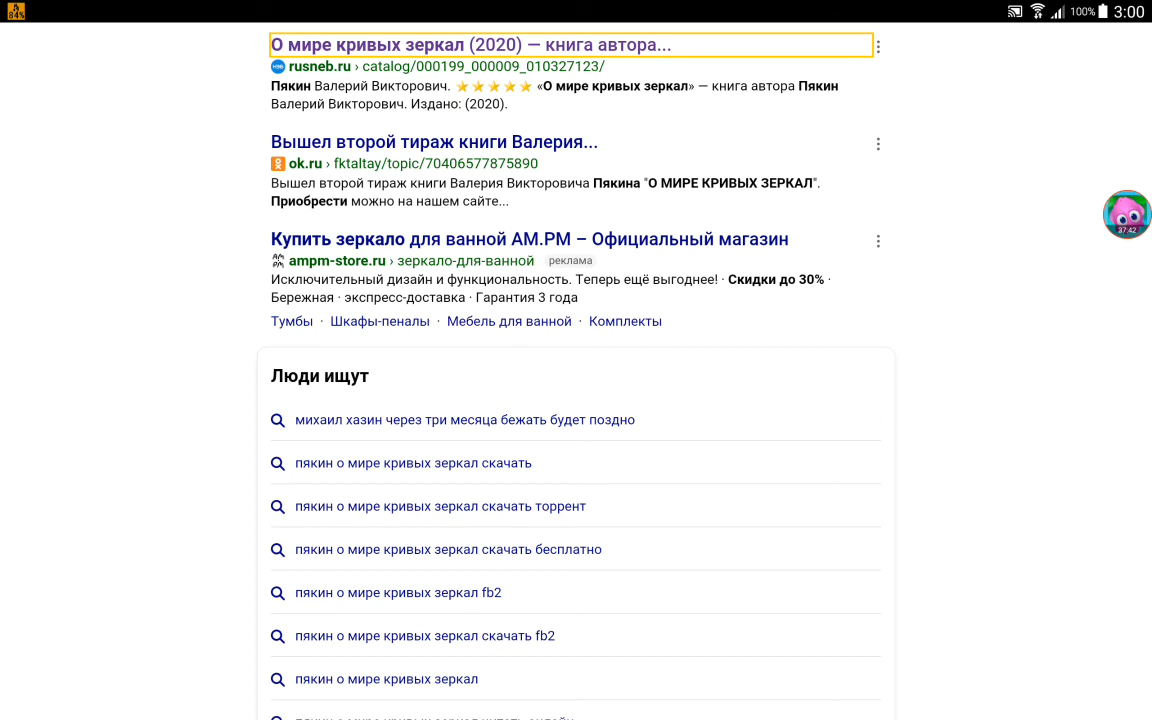 84%
100% 3:00
О мире кривых зеркал (2020) — книга автора...
rusneb.ru › catalog/000199_000009_010327123/
Пякин Валерий Викторович. ⭐⭐⭐⭐⭐ «О мире кривых зеркал» — книга автора Пякин
Валерий Викторович. Издано: (2020).
Вышел второй тираж книги Валерия...
ok.ru › fktaltay/topic/70406577875890
Вышел второй тираж книги Валерия Викторовича Пякина "О МИРЕ КРИВЫХ ЗЕРКАЛ".
Приобрести можно на нашем сайте...
37:42
Купить зеркало для ванной AM.PM – Официальный магазин
ampm-store.ru › зеркало-для-ванной реклама
Исключительный дизайн и функциональность. Теперь ещё выгоднее! · Скидки до 30% ·
Бережная · экспресс-доставка · Гарантия 3 года
Тумбы · Шкафы-пеналы · Мебель для ванной · Комплекты
Люди ищут
михаил хазин через три месяца бежать будет поздно
пякин о мире кривых зеркал скачать
пякин о мире кривых зеркал скачать торрент
пякин о мире кривых зеркал скачать бесплатно
пякин о мире кривых зеркал fb2
пякин о мире кривых зеркал скачать fb2
пякин о мире кривых зеркал